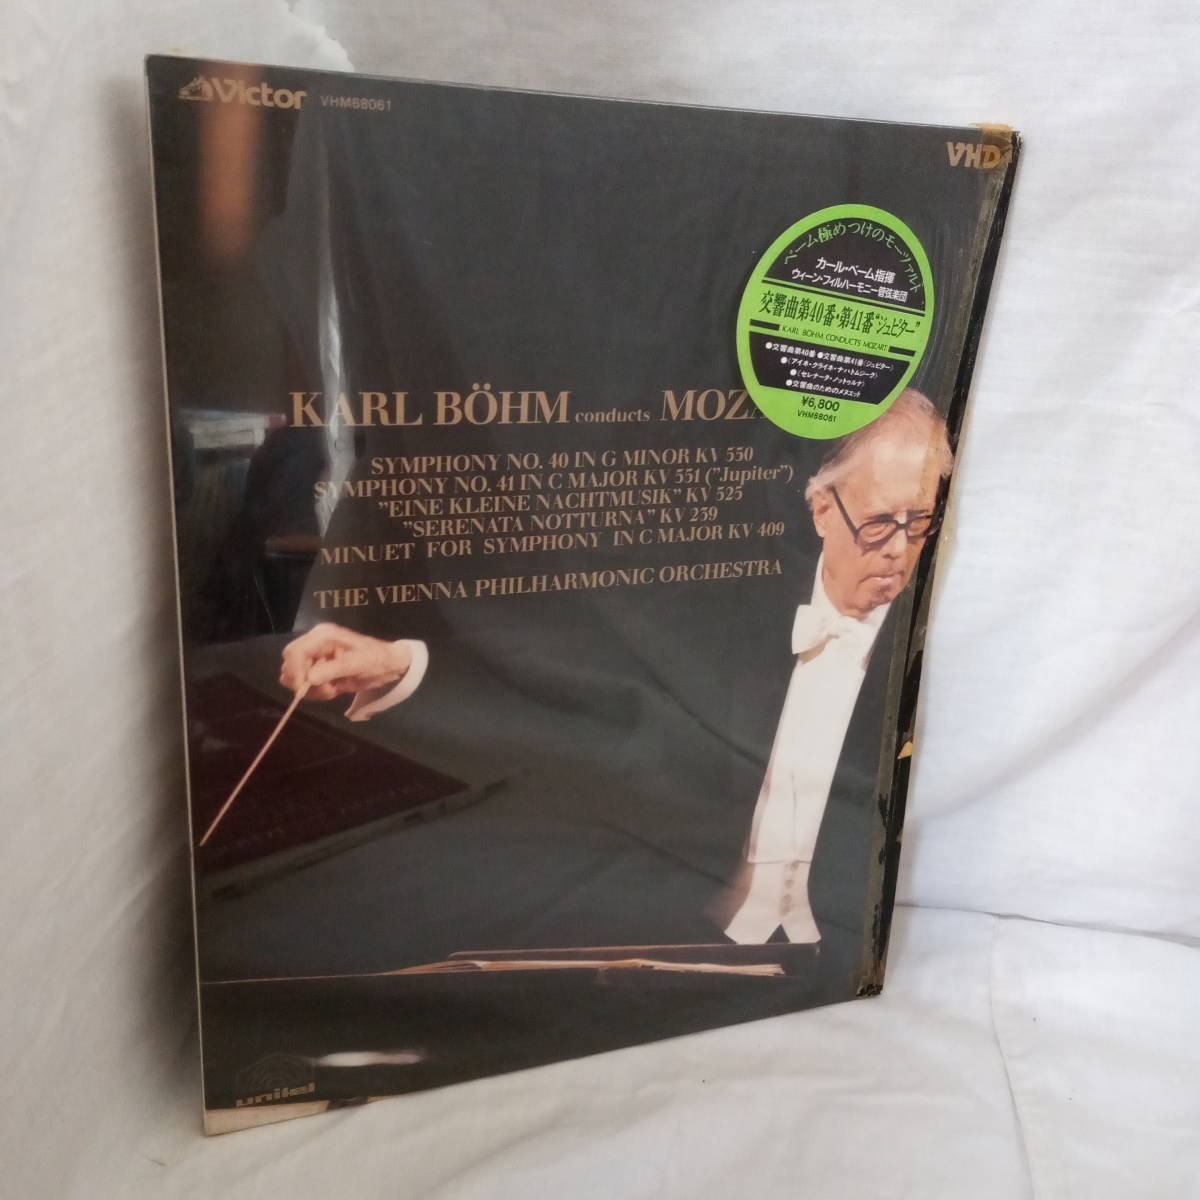 Victor VHM68061
VHD
ベーム極めつけのモーツァルト
カール・ベーム指揮
ウィーン・フィルハーモニー管弦楽団
交響曲第40番・第41番“ジュピター”
KARL BÖHM CONDUCTS MOZART
●交響曲第40番 ●交響曲第41番(ジュピター)
●(アイネ・クライネ・ナハトムジーク)
●(セレナータ・ノットゥルナ)
●交響曲のためのメヌエット
¥6,800
VHM68061
KARL BÖHM conducts MOZA
SYMPHONY NO. 40 IN G MINOR KV 550
SYMPHONY NO. 41 IN C MAJOR KV 551 ("Jupiter")
"EINE KLEINE NACHTMUSIK" KV 525
"SERENATA NOTTURNA" KV 239
MINUET FOR SYMPHONY IN C MAJOR KV 409
THE VIENNA PHILHARMONIC ORCHESTRA
unitel